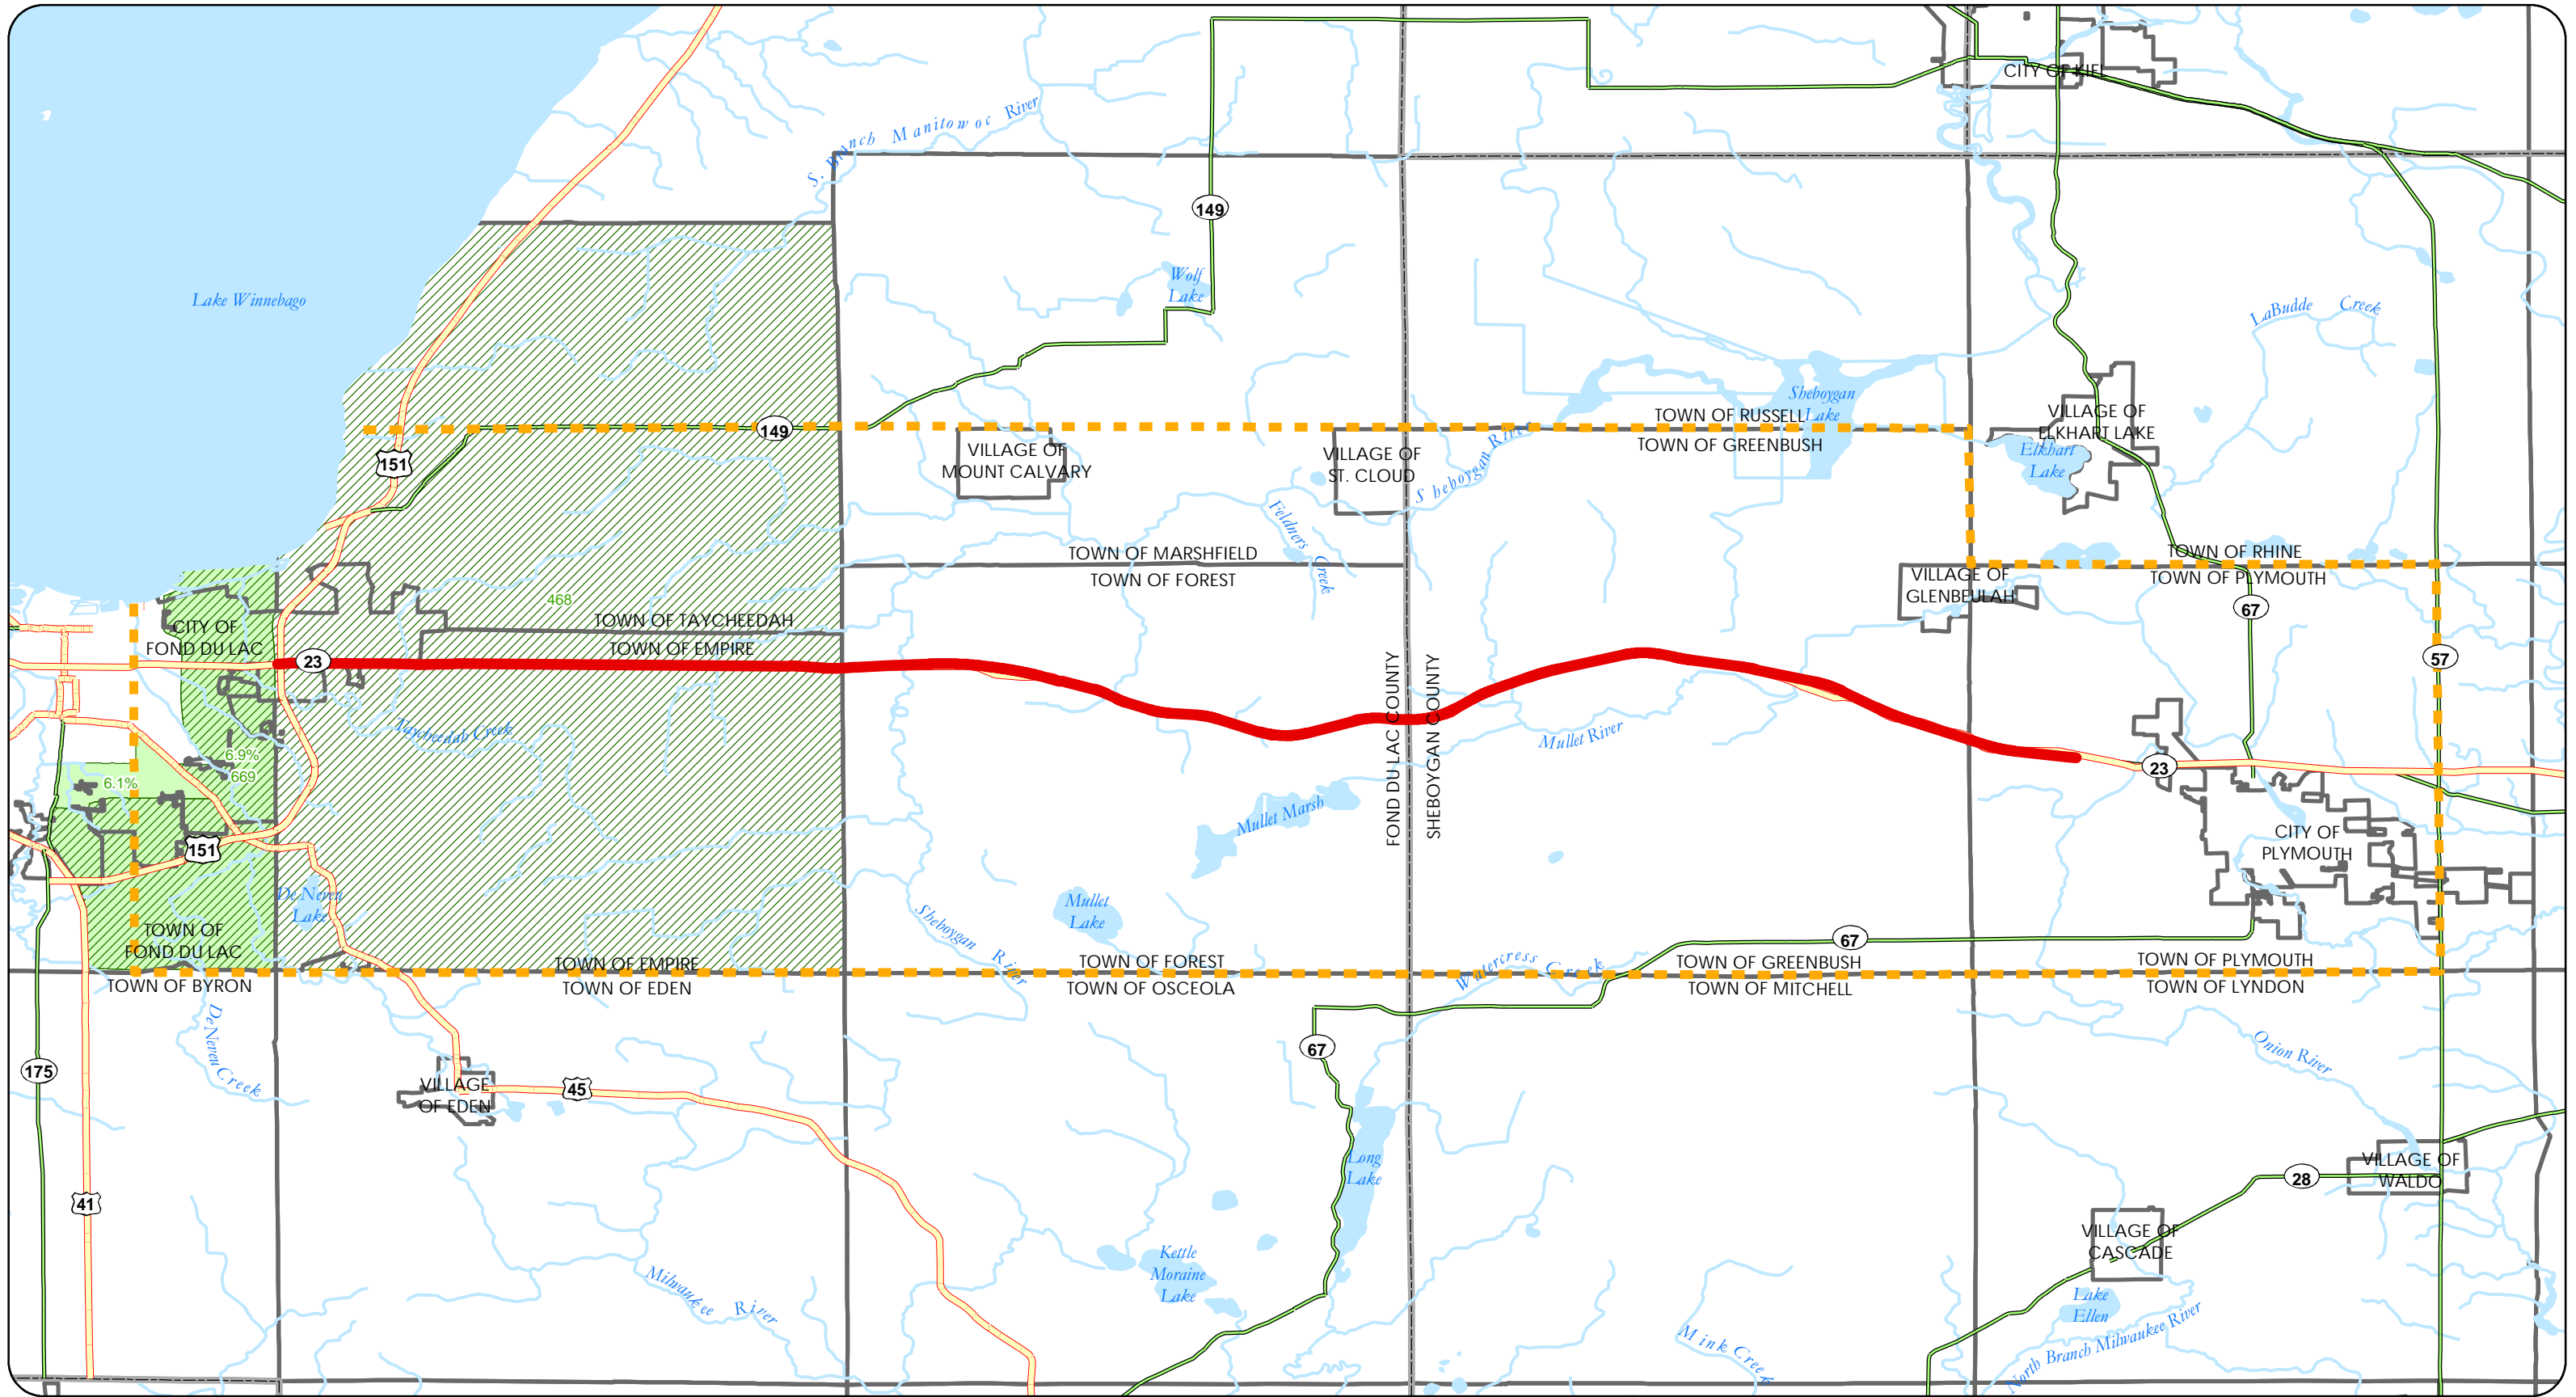 CITY OF KIEL
S. Branch Manitowoc River
149
Wolf
Lake
Lake Winnebago
LaBudde Creek
Sheboygan
Lake
TOWN OF RUSSELL
TOWN OF GREENBUSH
VILLAGE OF
ELKHART LAKE
Elkhart
Lake
149
151
VILLAGE OF
MOUNT CALVARY
VILLAGE OF
ST. CLOUD
Sheboygan River
Feldners Creek
TOWN OF MARSHFIELD
TOWN OF FOREST
TOWN OF RHINE
TOWN OF PLYMOUTH
VILLAGE OF
GLENBEULAH
67
468
TOWN OF TAYCHEEDAH
TOWN OF EMPIRE
CITY OF
FOND DU LAC
23
57
FOND DU LAC COUNTY
SHEBOYGAN COUNTY
Taycheedah Creek
Mullet River
6.9%
669
6.1%
23
Mullet Marsh
CITY OF
PLYMOUTH
151
De Neven
Lake
Mullet
Lake
Sheboygan River
TOWN OF
FOND DU LAC
TOWN OF BYRON
TOWN OF EMPIRE
TOWN OF EDEN
TOWN OF FOREST
TOWN OF OSCEOLA
Watercress Creek
67
TOWN OF GREENBUSH
TOWN OF MITCHELL
TOWN OF PLYMOUTH
TOWN OF LYNDON
DeNeven Creek
67
Onion River
175
VILLAGE
OF EDEN
45
Long
Lake
VILLAGE OF
WALDO
28
41
VILLAGE OF
CASCADE
Kettle
Moraine
Lake
Milwaukee River
Lake
Ellen
Mink Creek
North Branch Milwaukee River